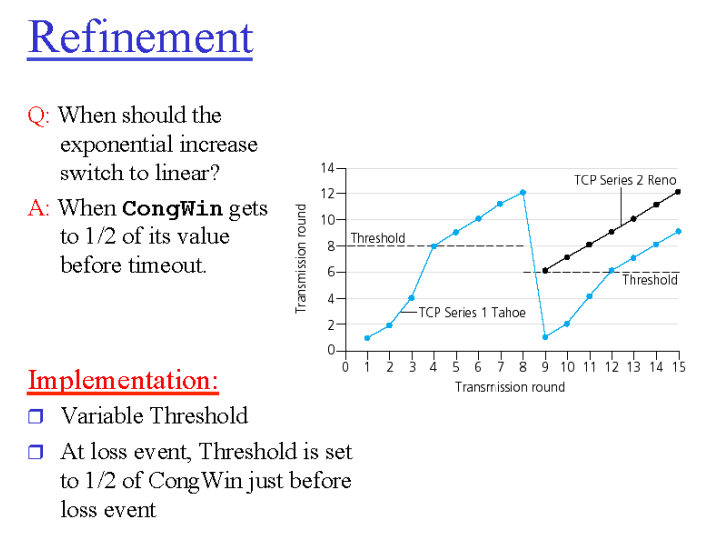 Refinement
Q: When should the
exponential increase
switch to linear?
A: When CongWin gets
to 1/2 of its value
before timeout.
Implementation:
❒ Variable Threshold
❒ At loss event, Threshold is set
to 1/2 of CongWin just before
loss event
14
12
10
8
6
4
2
0
Transmission round
TCP Series 2 Reno
Threshold
Threshold
TCP Series 1 Tahoe
0 1 2 3 4 5 6 7 8 9 10 11 12 13 14 15
Transmission round